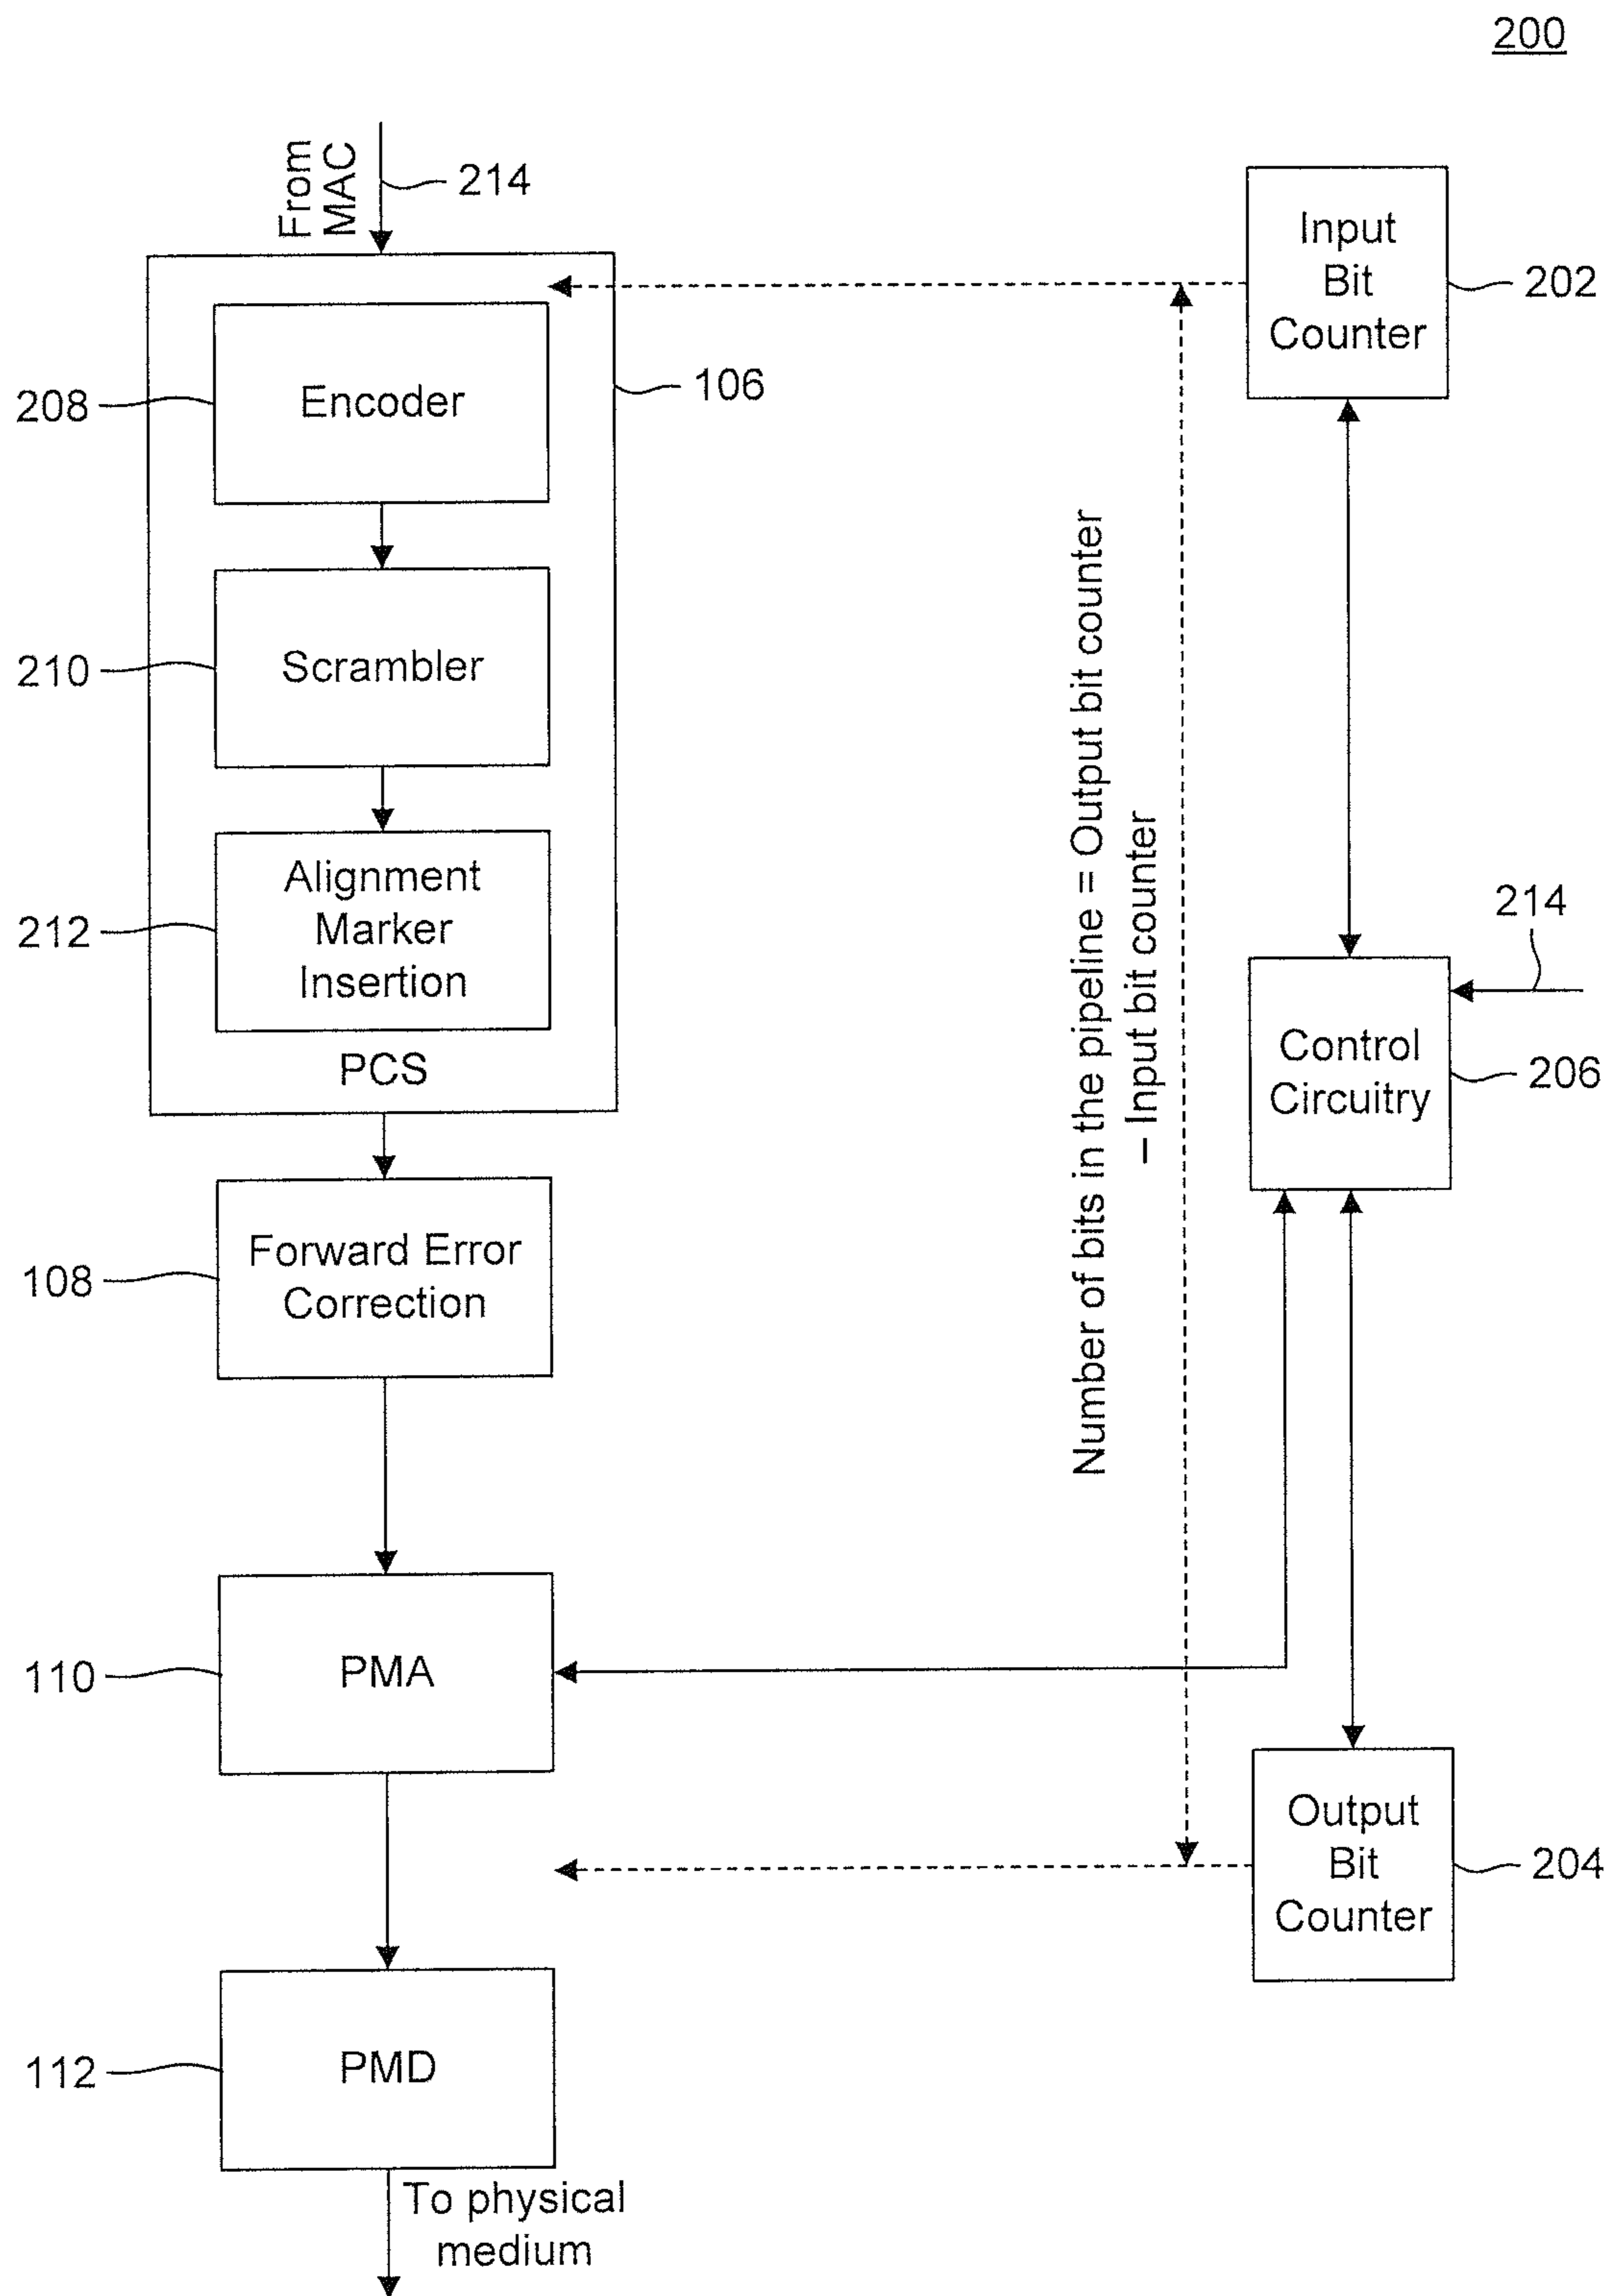 200
From
MAC
214
Input
Bit
Counter
202
Encoder
208
106
Scrambler
210
Alignment
Marker
Insertion
212
PCS
Number of bits in the pipeline = Output bit counter
– Input bit counter
214
Control
Circuitry
206
Forward Error
Correction
108
PMA
110
Output
Bit
Counter
204
PMD
112
To physical
medium